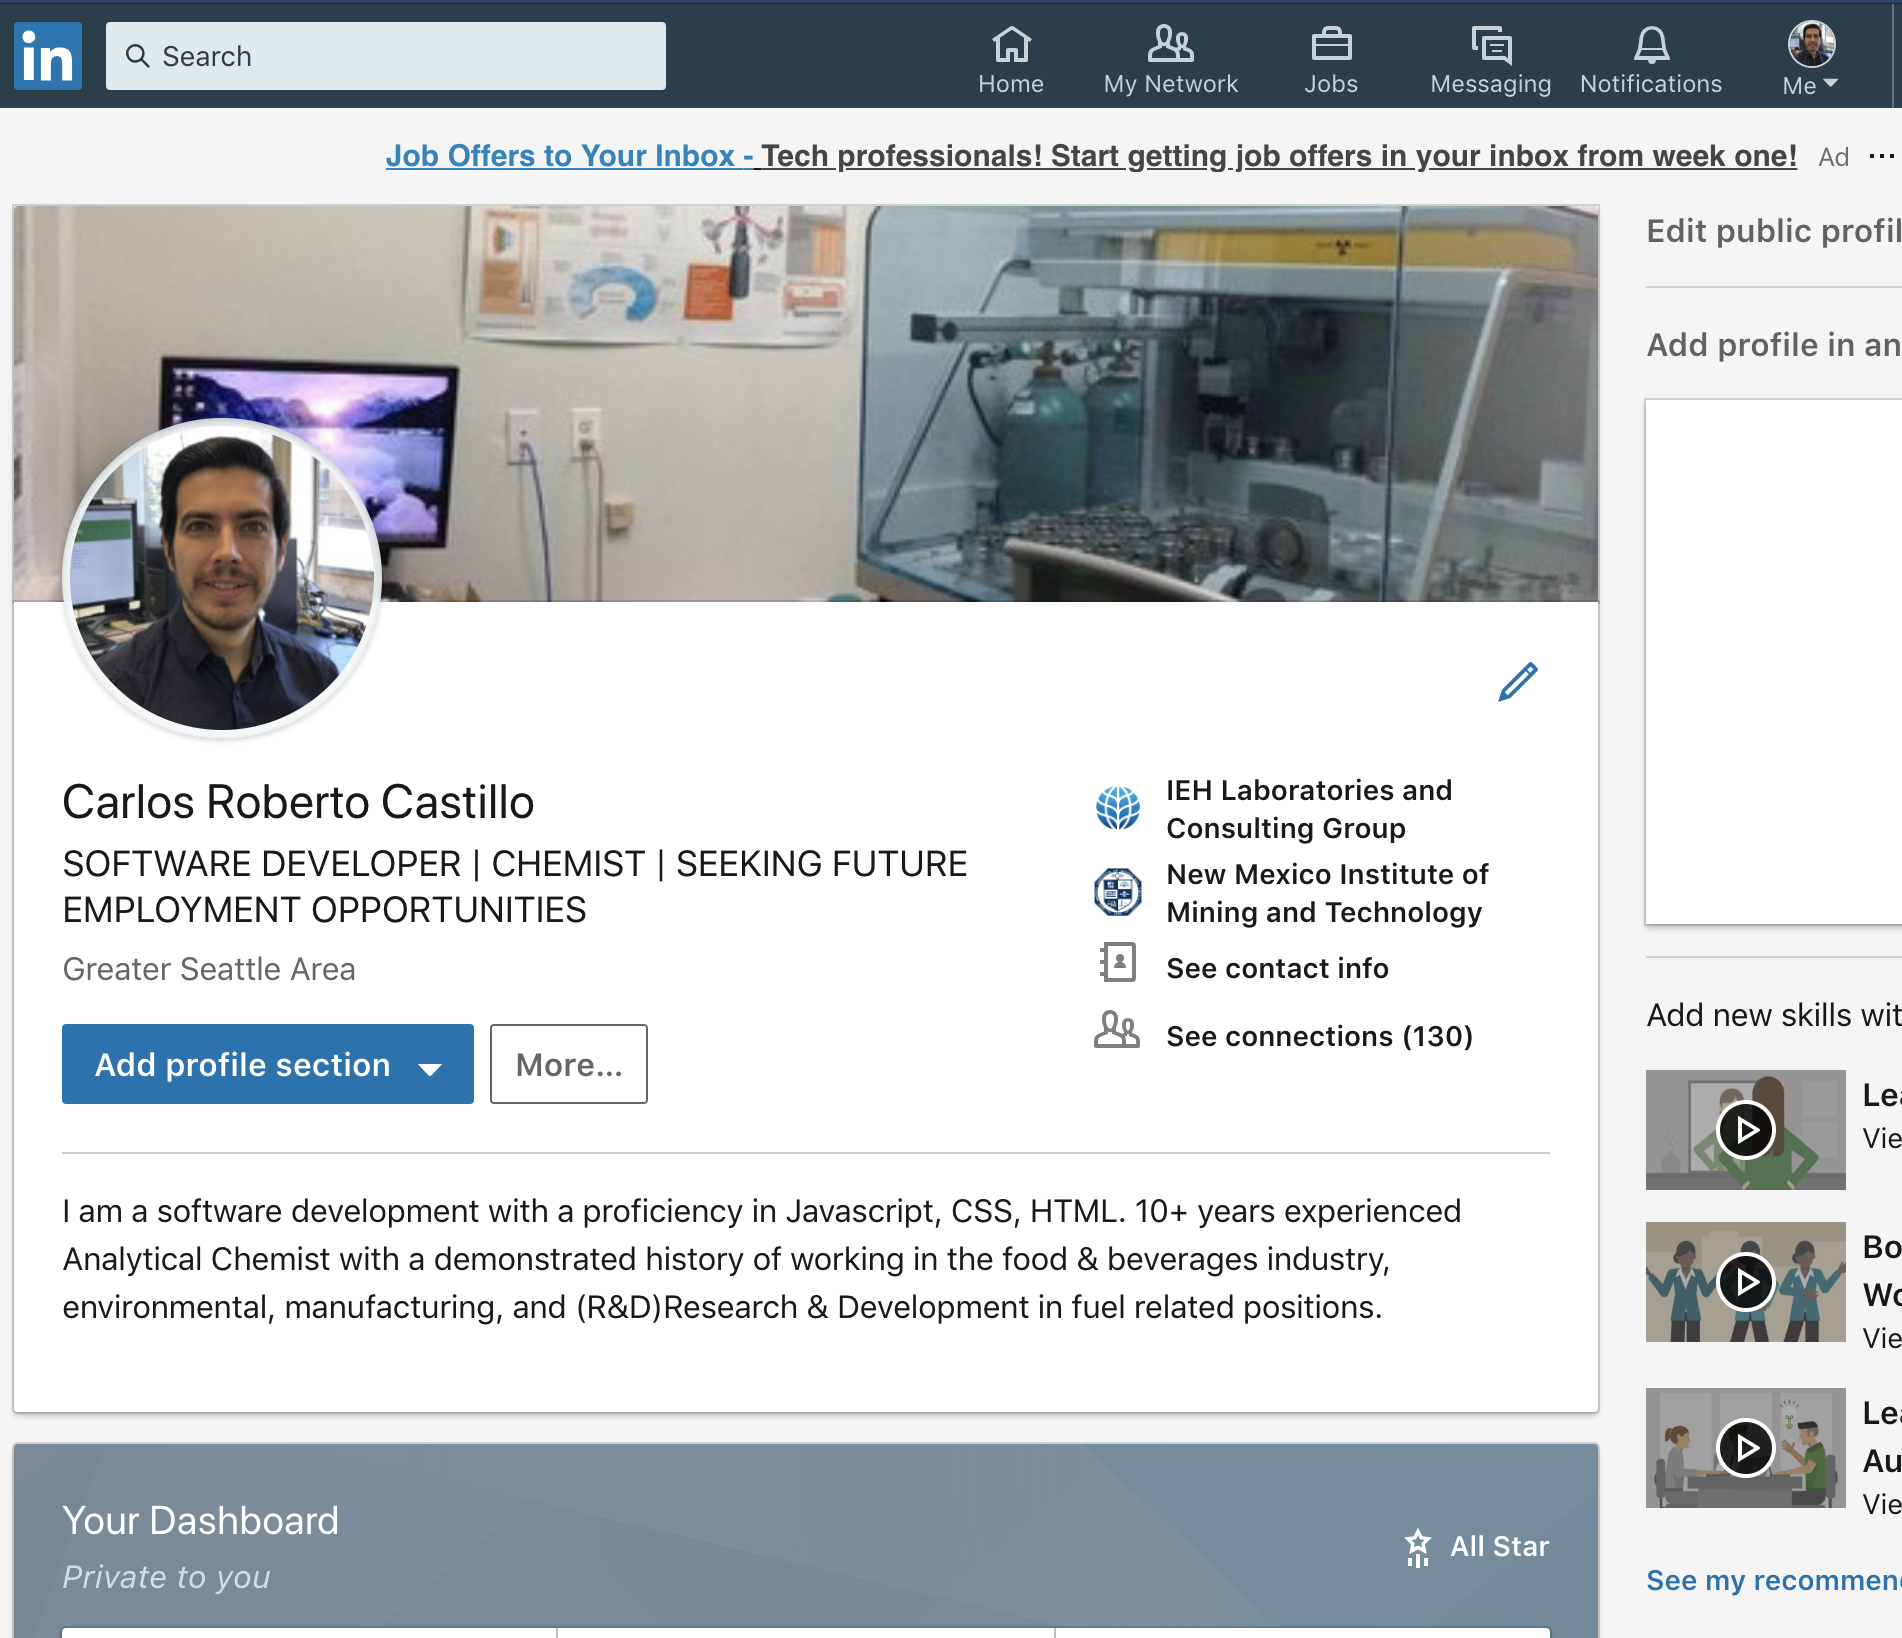 in
Search
Home
My Network
Jobs
Messaging
Notifications
Me
Job Offers to Your Inbox - Tech professionals! Start getting job offers in your inbox from week one!
Ad
Edit public profil
Add profile in an
Carlos Roberto Castillo
SOFTWARE DEVELOPER | CHEMIST | SEEKING FUTURE
EMPLOYMENT OPPORTUNITIES
Greater Seattle Area
Add profile section
More...
IEH Laboratories and
Consulting Group
New Mexico Institute of
Mining and Technology
See contact info
See connections (130)
I am a software development with a proficiency in Javascript, CSS, HTML. 10+ years experienced
Analytical Chemist with a demonstrated history of working in the food & beverages industry,
environmental, manufacturing, and (R&D)Research & Development in fuel related positions.
Add new skills wit
Lea
Vie
Bo
Wo
Vie
Lea
Au
Vie
See my recommen
Your Dashboard
Private to you
All Star